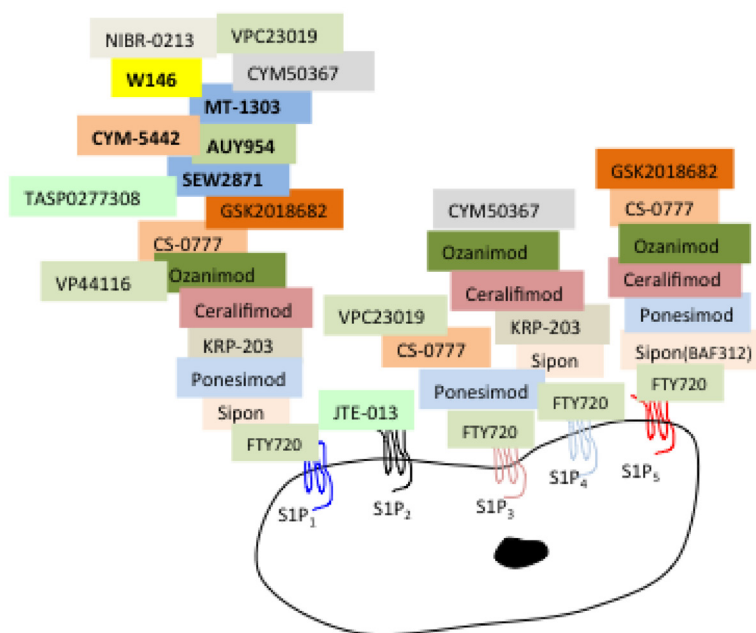 NIBR-0213
VPC23019
W146
CYM50367
MT-1303
CYM-5442
AUY954
SEW2871
TASP0277308
GSK2018682
CS-0777
VP44116
Ozanimod
Ceralifimod
KRP-203
Ponesimod
Sipon
FTY720
S1P₁
JTE-013
S1P₂
VPC23019
CS-0777
Ponesimod
FTY720
S1P₃
CYM50367
Ozanimod
Ceralifimod
KRP-203
Sipon
FTY720
S1P₄
GSK2018682
CS-0777
Ozanimod
Ceralifimod
Ponesimod
Sipon(BAF312)
FTY720
S1P₅